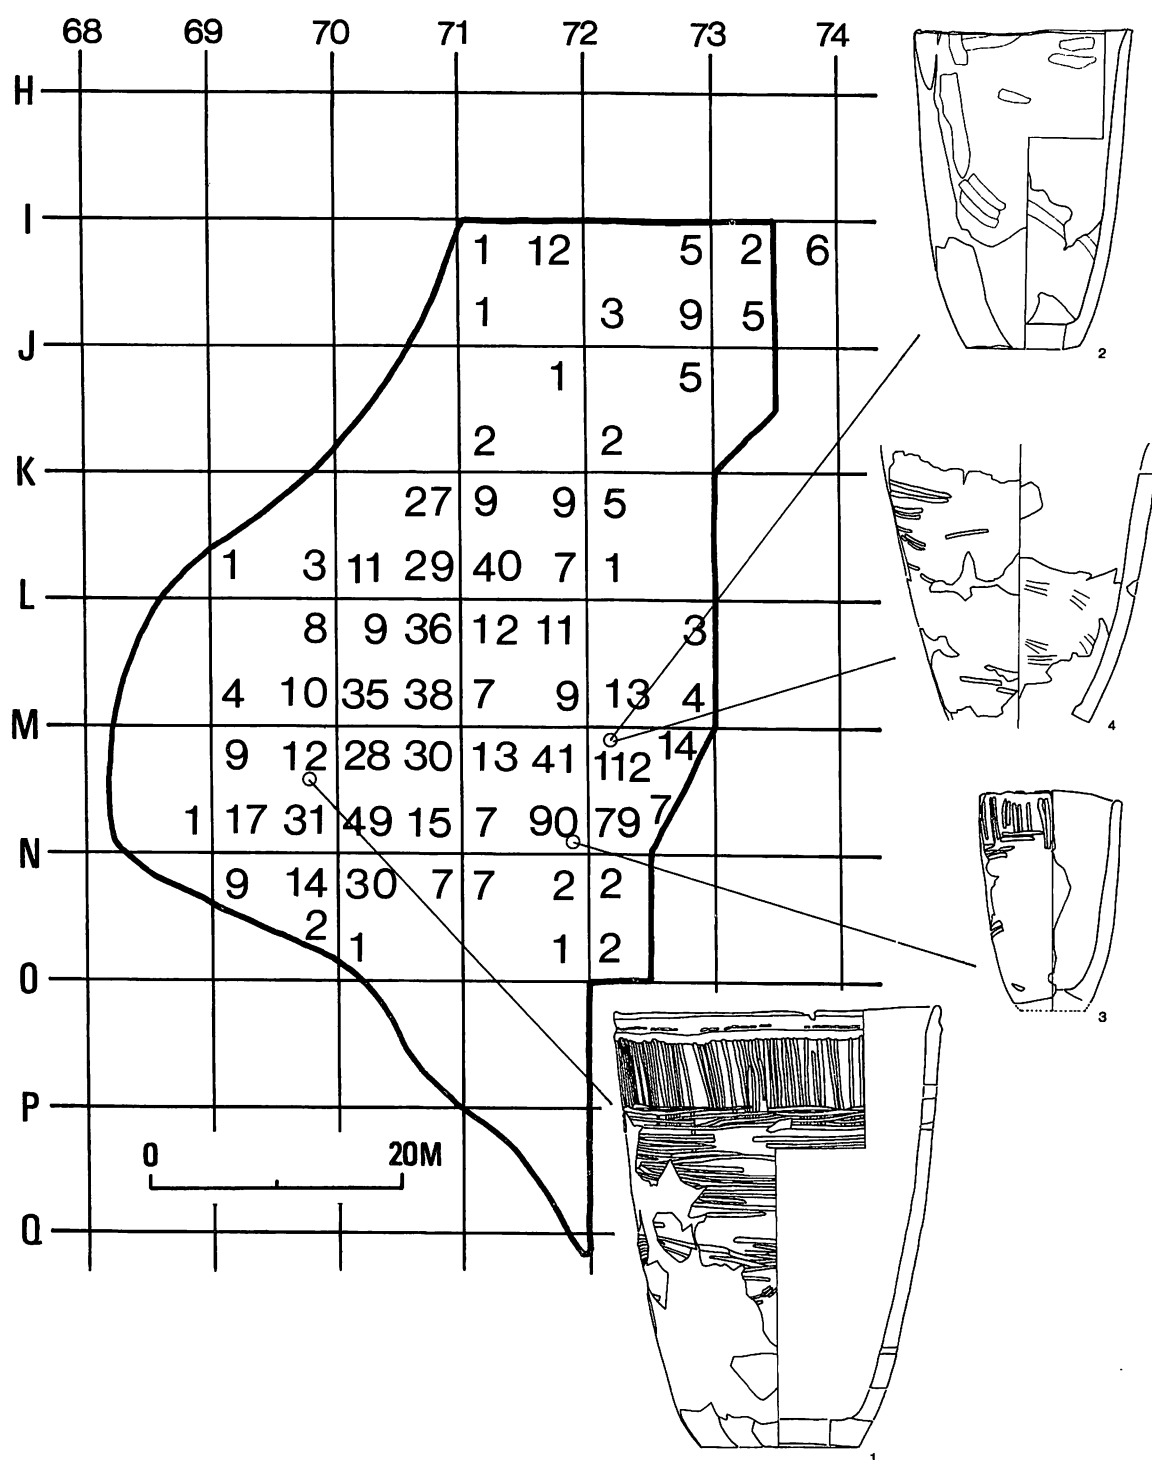 68 69 70 71 72 73 74
H
I
1 12 5 2 6
1 3 9 5
J
1 5
2 2
K
27 9 9 5
1 3 11 29 40 7 1
L
8 9 36 12 11 3
4 10 35 38 7 9 13 4
M
9 12 28 30 13 41 112 14
1 17 31 49 15 7 90 79 7
N
9 14 30 7 7 2 2
2 1 1 2
O
P
0 20M
Q
2
4
3
1